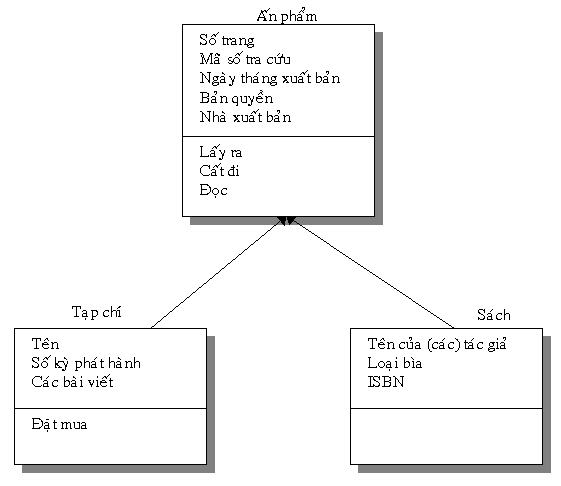 Ấn phẩm
Số trang
Mã số tra cứu
Ngày tháng xuất bản
Bản quyền
Nhà xuất bản
Lấy ra
Cất đi
Đọc
Tạp chí
Tên
Số kỳ phát hành
Các bài viết
Đặt mua
Sách
Tên của (các) tác giả
Loại bìa
ISBN